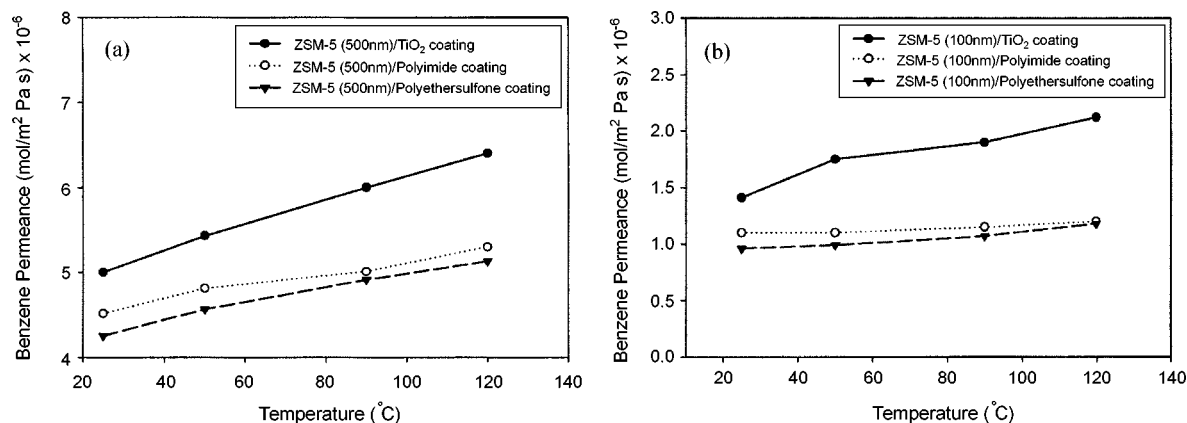 (a)
ZSM-5 (500nm)/TiO₂ coating
ZSM-5 (500nm)/Polyimide coating
ZSM-5 (500nm)/Polyethersulfone coating
Benzene Permeance (mol/m² Pa s) x 10⁻⁶
8
7
6
5
4
20 40 60 80 100 120 140
Temperature (°C)
(b)
ZSM-5 (100nm)/TiO₂ coating
ZSM-5 (100nm)/Polyimide coating
ZSM-5 (100nm)/Polyethersulfone coating
Benzene Permeance (mol/m² Pa s) x 10⁻⁶
3.0
2.5
2.0
1.5
1.0
0.5
0.0
20 40 60 80 100 120 140
Temperature (°C)